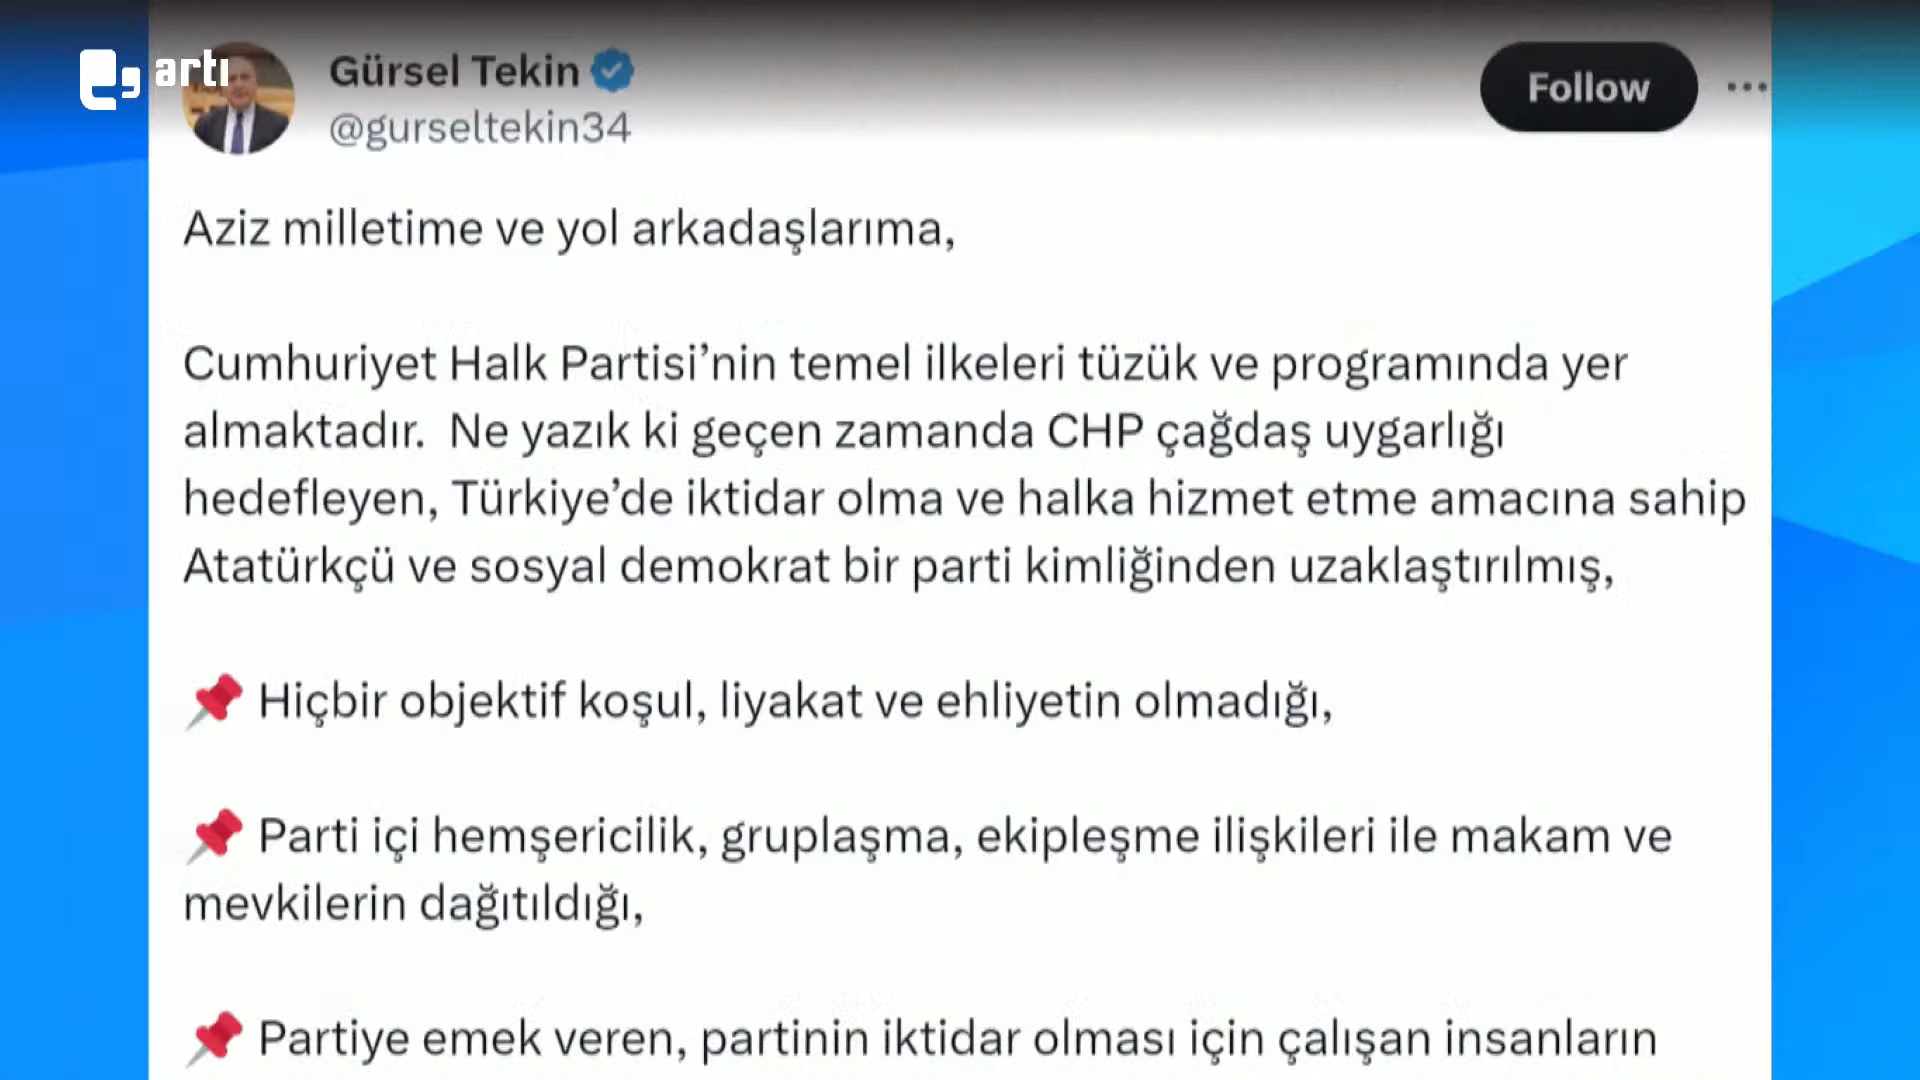 artı
Gürsel Tekin
Follow
@gurseltekin34
Aziz milletime ve yol arkadaşlarıma,
Cumhuriyet Halk Partisi’nin temel ilkeleri tüzük ve programında yer
almaktadır.  Ne yazık ki geçen zamanda CHP çağdaş uygarlığı
hedefleyen, Türkiye’de iktidar olma ve halka hizmet etme amacına sahip
Atatürkçü ve sosyal demokrat bir parti kimliğinden uzaklaştırılmış,
📌 Hiçbir objektif koşul, liyakat ve ehliyetin olmadığı,
📌 Parti içi hemşericilik, gruplaşma, ekipleşme ilişkileri ile makam ve
mevkilerin dağıtıldığı,
📌 Partiye emek veren, partinin iktidar olması için çalışan insanların